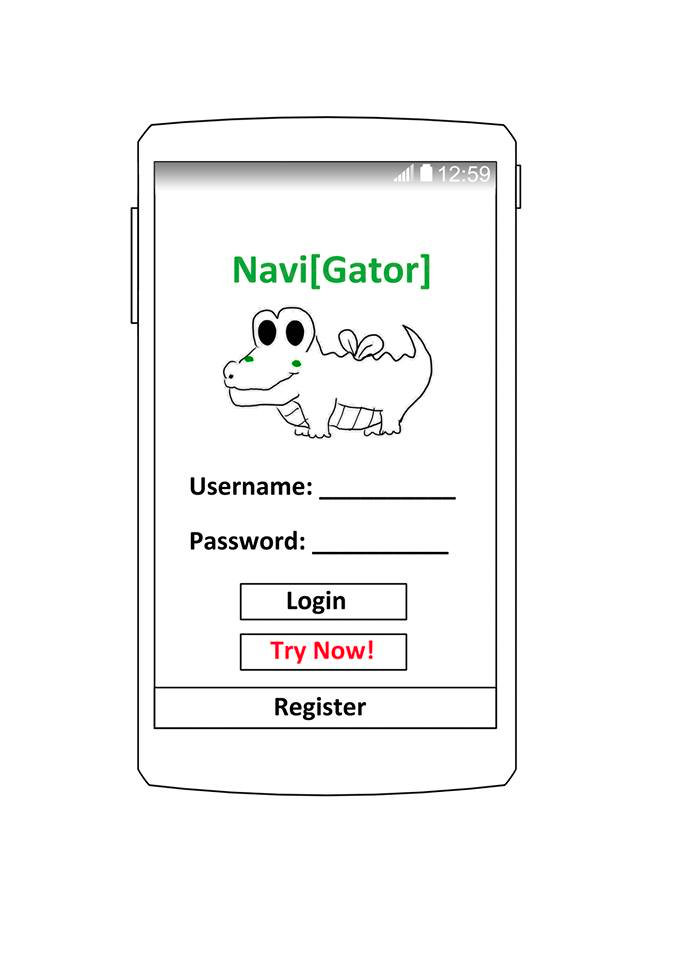 12:59
Navi[Gator]
Username: __________
Password: __________
Login
Try Now!
Register